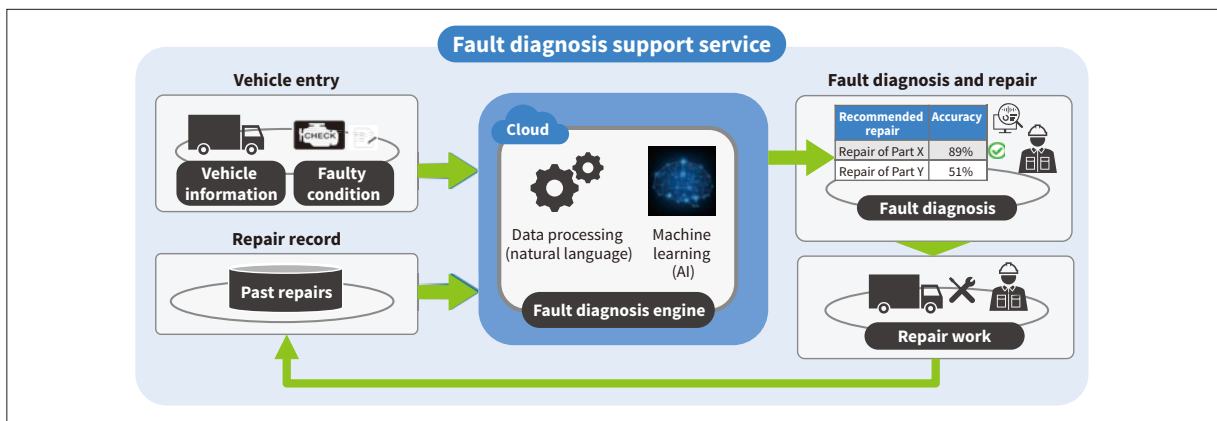 Fault diagnosis support service
Vehicle entry
CHECK
Vehicle
information
Faulty
condition
Repair record
Past repairs
Cloud
Data processing
(natural language)
Machine
learning
(AI)
Fault diagnosis engine
Fault diagnosis and repair
Recommended
repair
Accuracy
Repair of Part X
89%
Repair of Part Y
51%
Fault diagnosis
Repair work